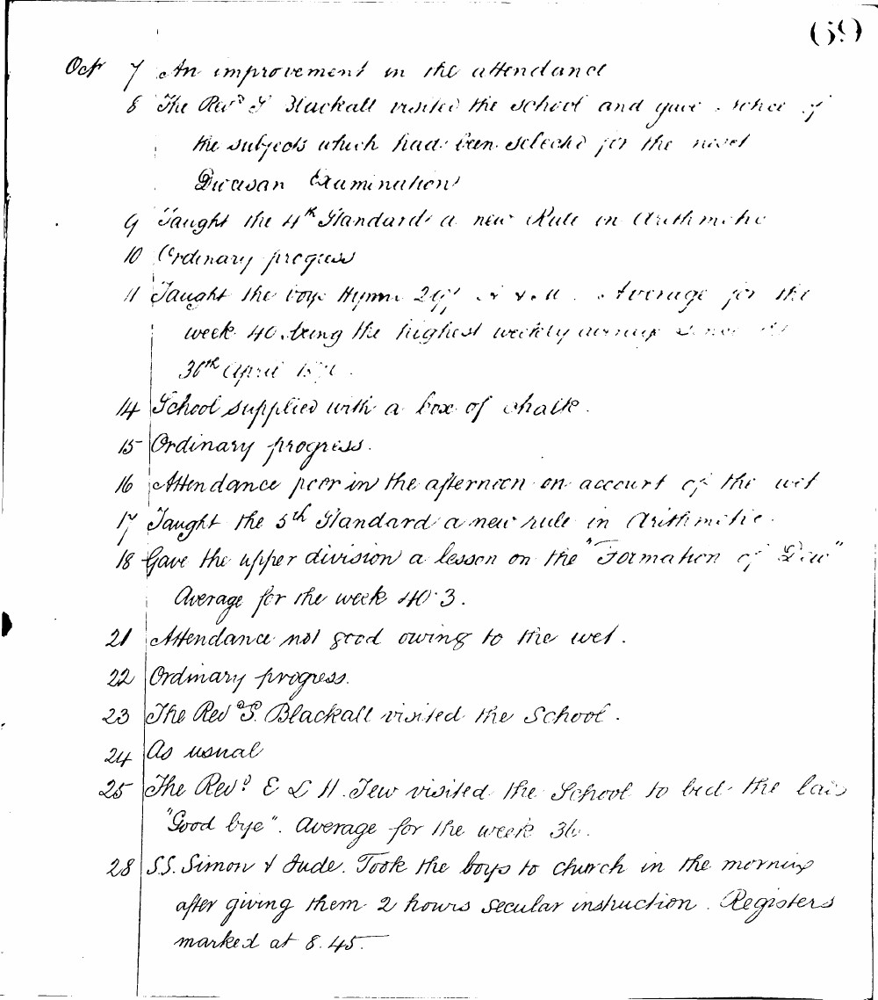 69
Oct 7 An improvement in the attendance
8 The Revd S Blackall visited the school and gave notice of
the subjects which had been selected for the next
Diocesan Examination
9 Taught the 4th Standard a new Rule in Arithmetic
10 Ordinary progress
11 Taught the boys Hymn A & M. Average for the
week 40, being the highest weekly average since
30th April
14 School supplied with a box of chalk.
15 Ordinary progress.
16 Attendance poor in the afternoon on account of the wet
17 Taught the 5th Standard a new rule in Arithmetic.
18 Gave the upper division a lesson on the "Formation of Dew"
Average for the week 40·3.
21 Attendance not good owing to the wet.
22 Ordinary progress.
23 The Revd S. Blackall visited the School.
24 As usual
25 The Revd E L H. Tew visited the School to bid the lads
"Good bye". Average for the week 36.
28 S.S. Simon & Jude. Took the boys to church in the morning
after giving them 2 hours secular instruction. Registers
marked at 8.45.